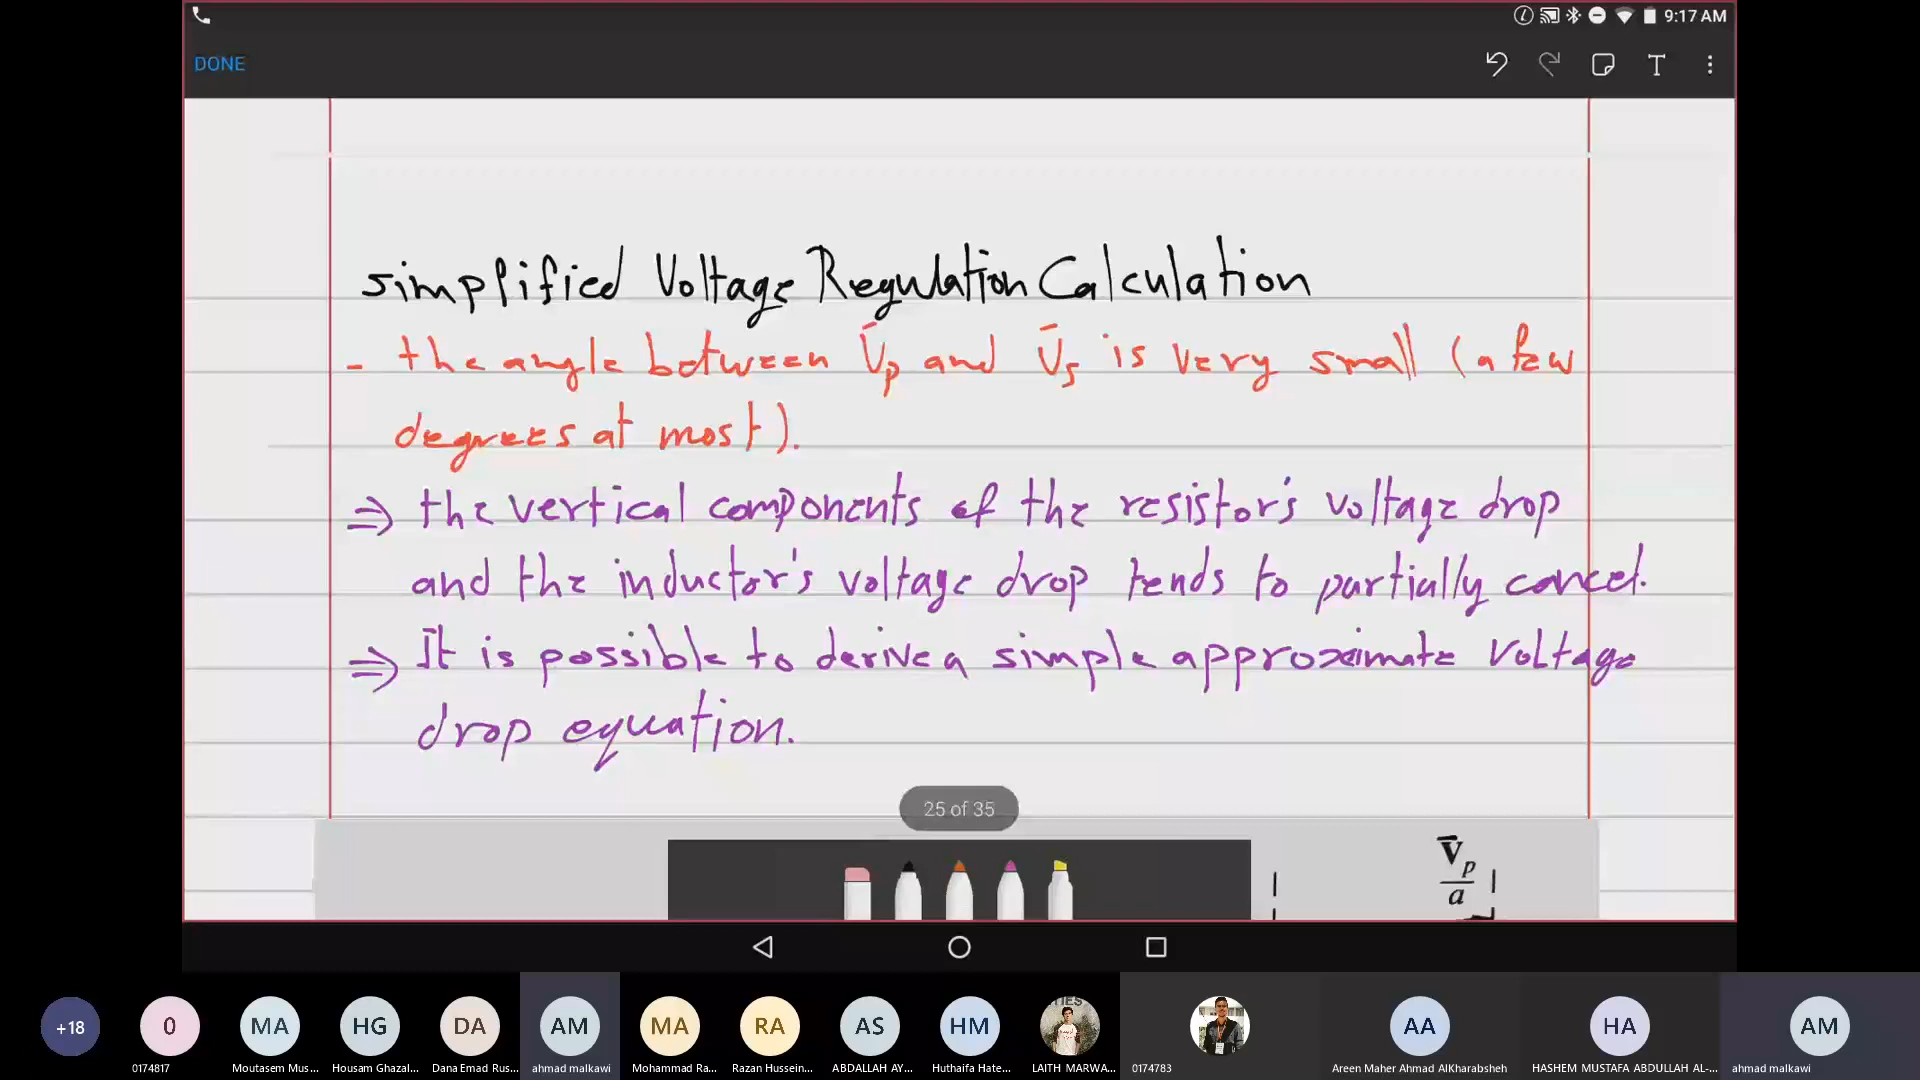 9:17 AM
DONE
T
simplified Voltage Regulation Calculation
- the angle between V̄p and V̄s is very small (a few
degrees at most).
⇒ the vertical components of the resistor's voltage drop
and the inductor's voltage drop tends to partially cancel.
⇒ It is possible to derive a simple approximate voltage
drop equation.
25 of 35
V̄p
a
+18
0
MA
HG
DA
AM
MA
RA
AS
HM
AA
HA
AM
0174817
Moutasem Mus...
Housam Ghazal...
Dana Emad Rus...
ahmad malkawi
Mohammad Ra...
Razan Hussein...
ABDALLAH AY...
Huthaifa Hate...
LAITH MARWA...
0174783
Areen Maher Ahmad AlKharabsheh
HASHEM MUSTAFA ABDULLAH AL-...
ahmad malkawi